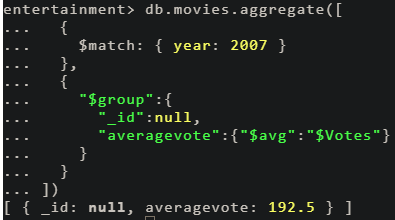 entertainment> db.movies.aggregate([
...   {
...     $match: { year: 2007 }
...   },
...   {
...     "$group":{
...       "_id":null,
...       "averagevote":{"$avg":"$Votes"}
...     }
...   }
... ])
[ { _id: null, averagevote: 192.5 } ]